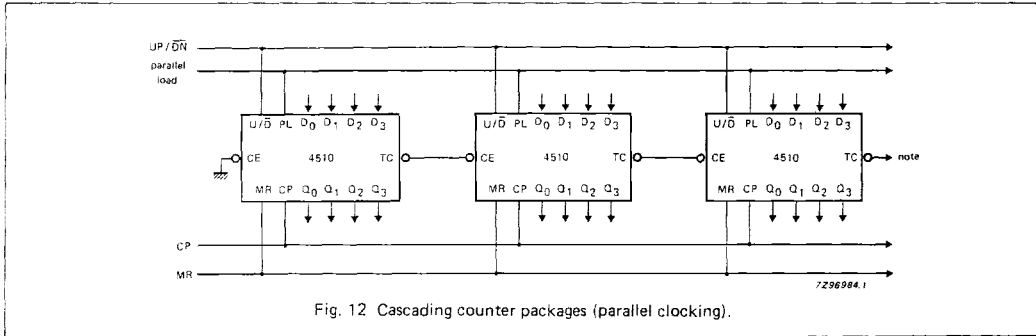 UP/D̅N̅
parallel
load
U/D̅ PL D₀ D₁ D₂ D₃
CE 4510 TC
MR CP Q₀ Q₁ Q₂ Q₃
U/D̅ PL D₀ D₁ D₂ D₃
CE 4510 TC
MR CP Q₀ Q₁ Q₂ Q₃
U/D̅ PL D₀ D₁ D₂ D₃
CE 4510 TC
MR CP Q₀ Q₁ Q₂ Q₃
note
CP
MR
7Z96984.1
Fig. 12 Cascading counter packages (parallel clocking).